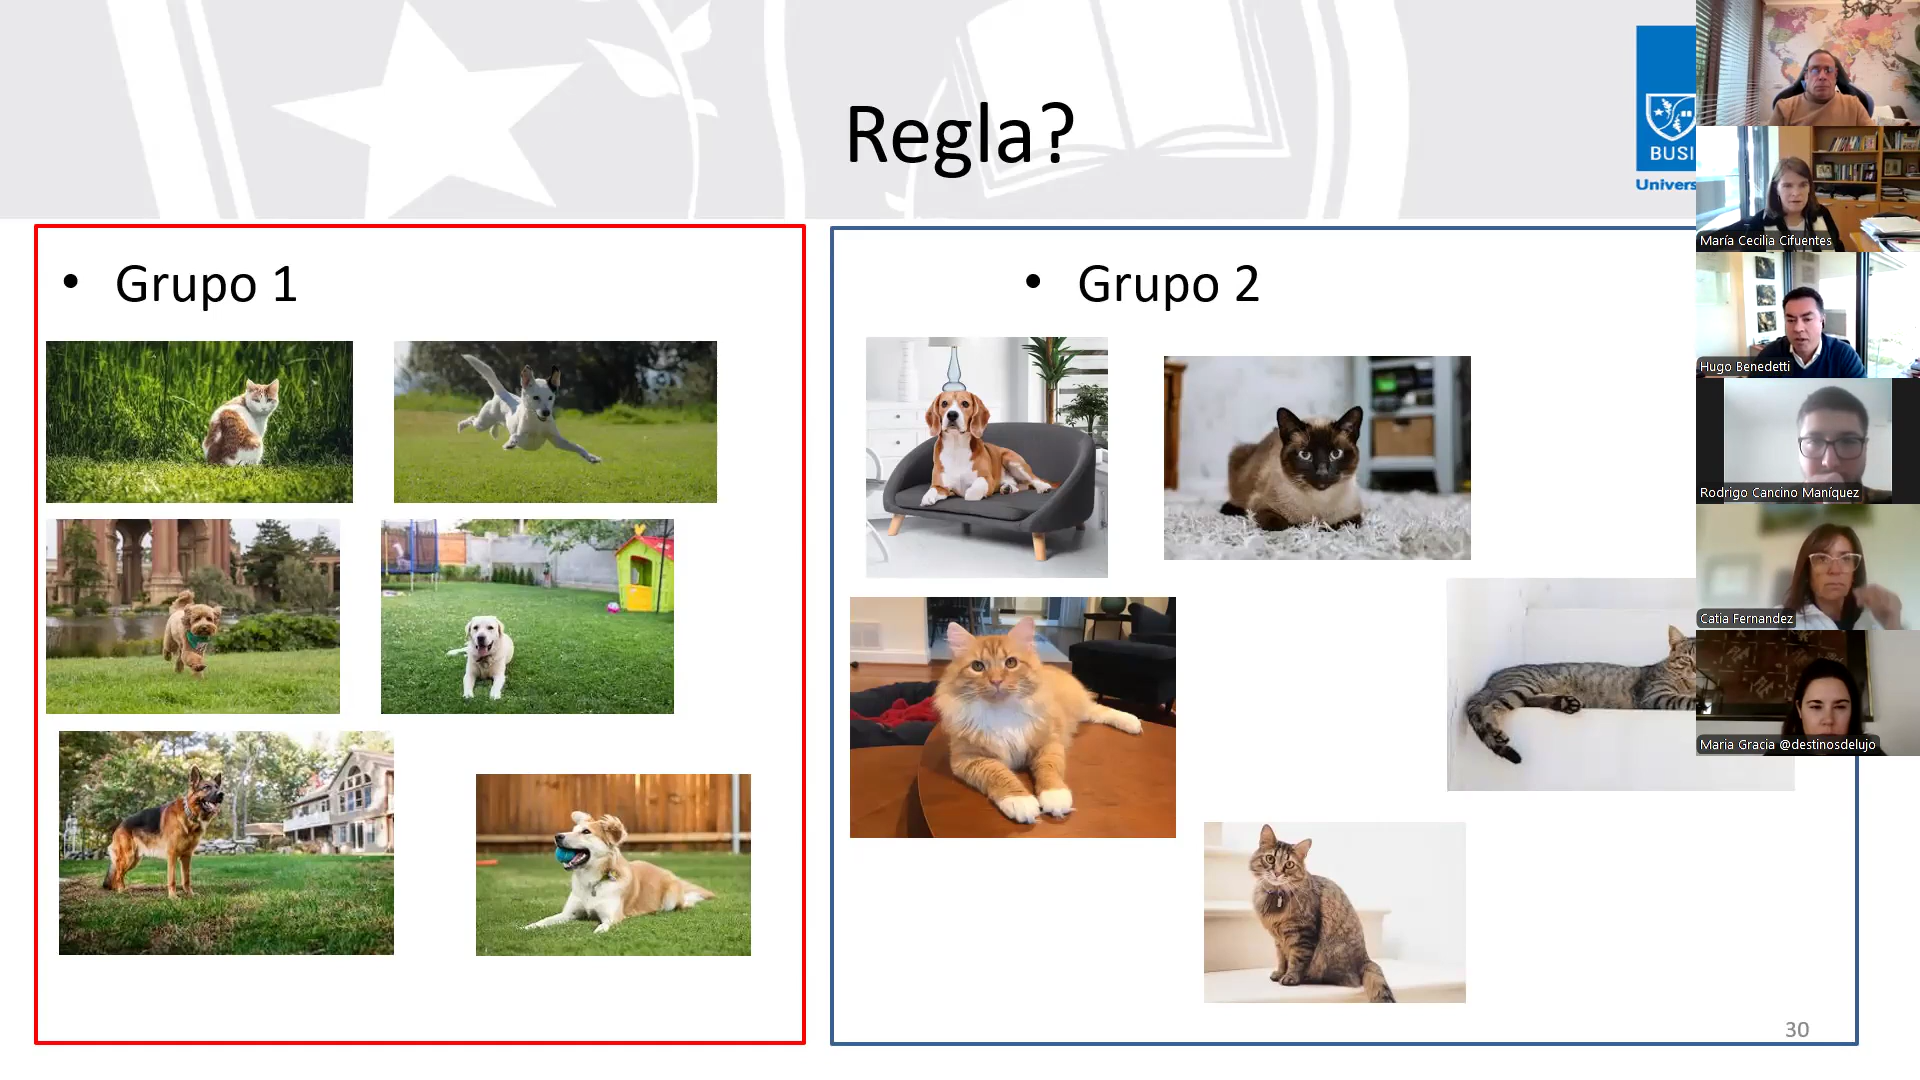 Regla?
BUSI
Univers
• Grupo 1
• Grupo 2
María Cecilia Cifuentes
Hugo Benedetti
Rodrigo Cancino Maníquez
Catia Fernandez
Maria Gracia @destinosdelujo
30